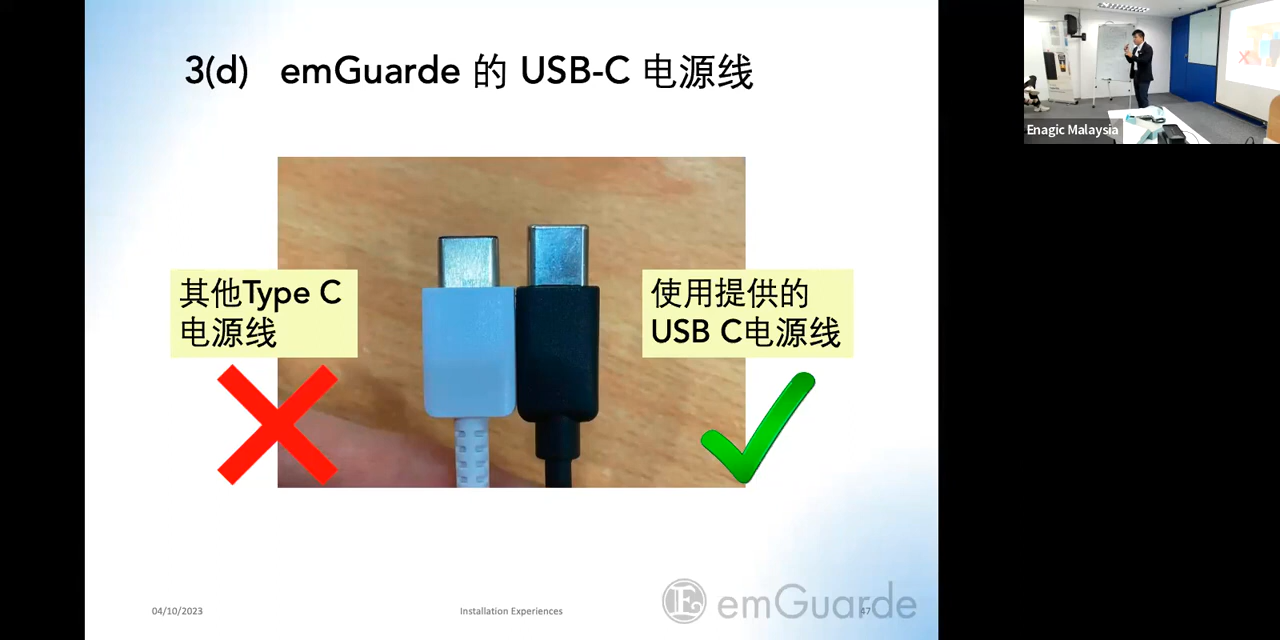 3(d) emGuarde 的 USB-C 电源线
Enagic Malaysia
其他Type C
电源线
使用提供的
USB C电源线
04/10/2023
Installation Experiences
E
emGuarde
47